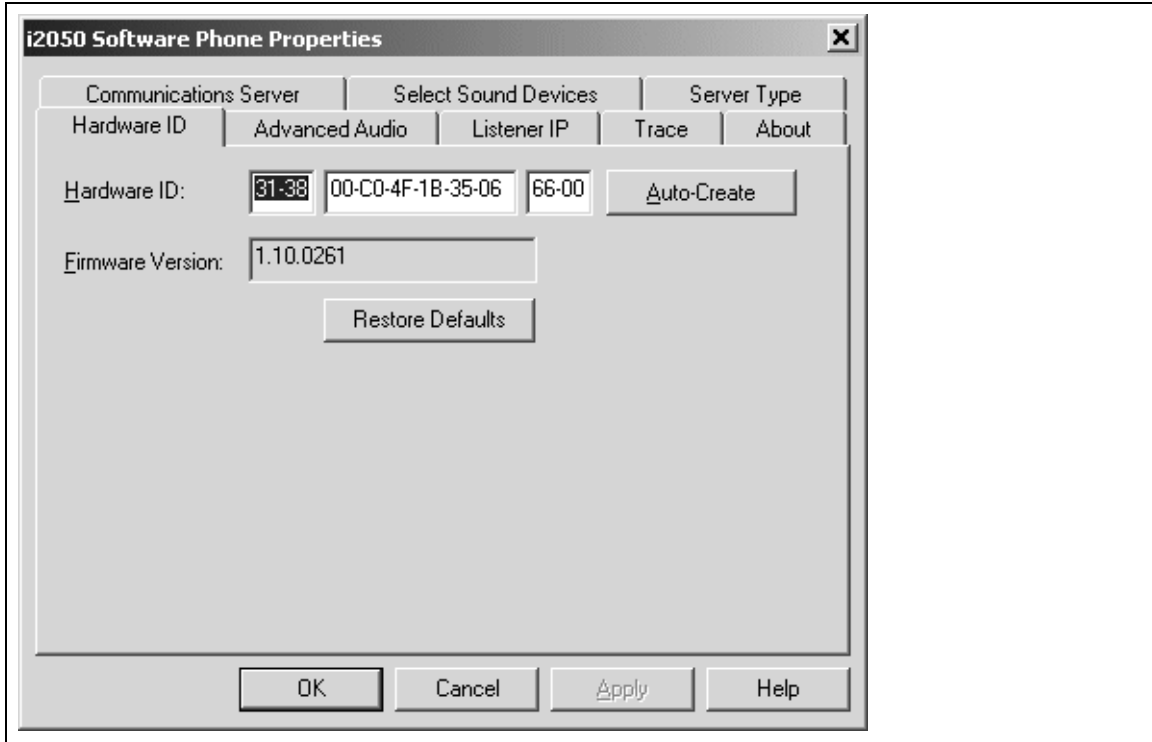 i2050 Software Phone Properties
Communications Server Select Sound Devices Server Type
Hardware ID Advanced Audio Listener IP Trace About
Hardware ID: 31-38 00-C0-4F-1B-35-06 66-00 Auto-Create
Firmware Version: 1.10.0261
Restore Defaults
OK Cancel Apply Help